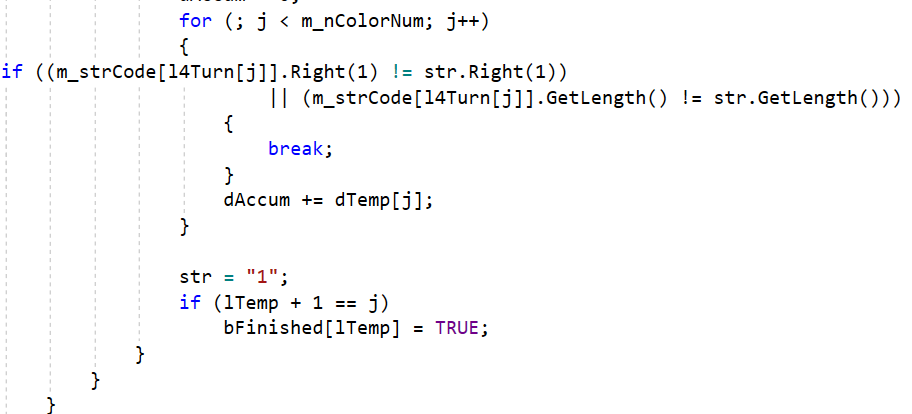 for (; j < m_nColorNum; j++)
{
if ((m_strCode[l4Turn[j]].Right(1) != str.Right(1))
|| (m_strCode[l4Turn[j]].GetLength() != str.GetLength()))
{
break;
}
dAccum += dTemp[j];
}
str = "1";
if (lTemp + 1 == j)
bFinished[lTemp] = TRUE;
}
}
}